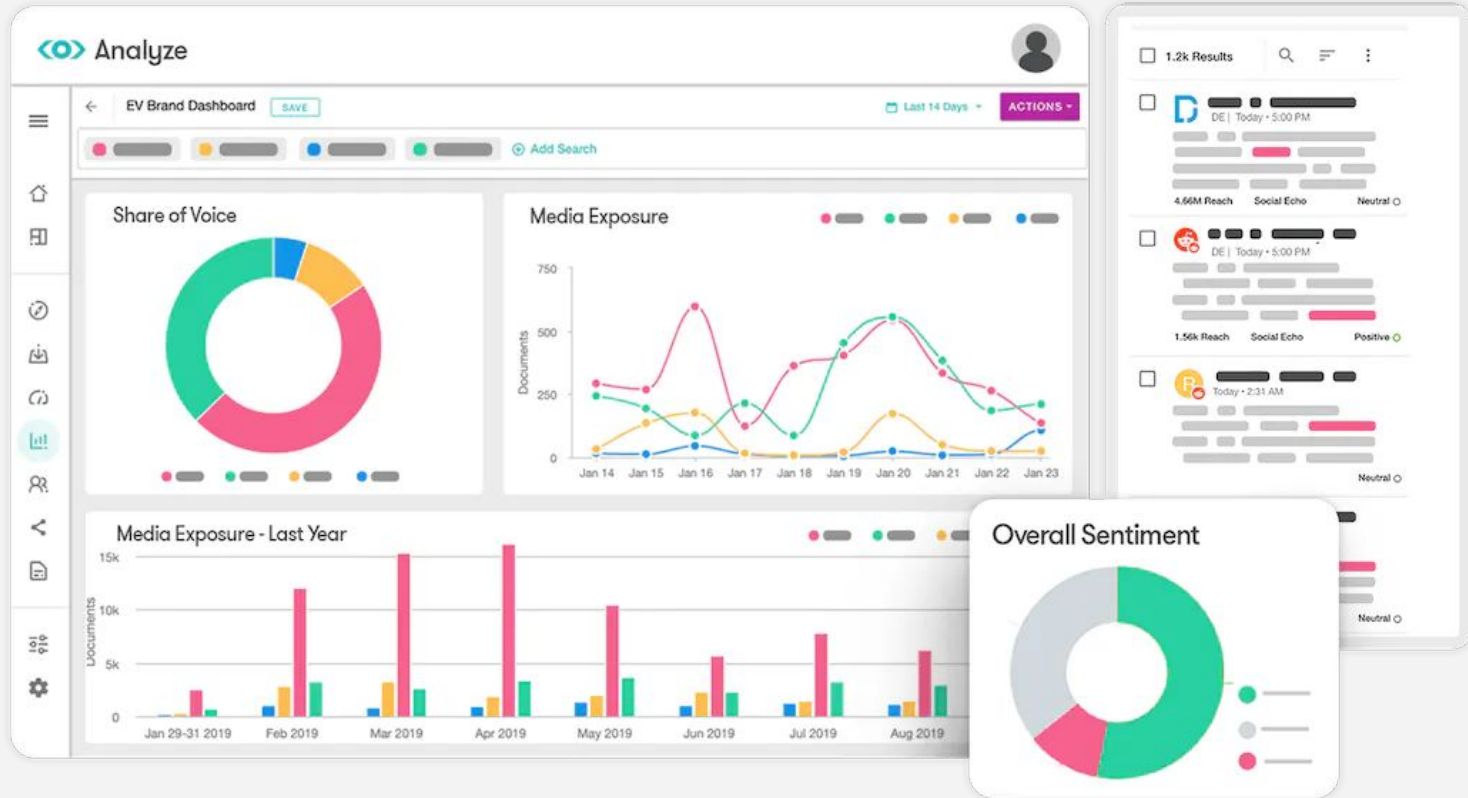 Analyze
EV Brand Dashboard
SAVE
Last 14 Days
ACTIONS
Add Search
Share of Voice
Media Exposure
750
500
250
0
Documents
Jan 14 Jan 15 Jan 16 Jan 17 Jan 18 Jan 19 Jan 20 Jan 21 Jan 22 Jan 23
Media Exposure - Last Year
15k
10k
5k
0
Documents
Jan 29-31 2019 Feb 2019 Mar 2019 Apr 2019 May 2019 Jun 2019 Jul 2019 Aug 2019
1.2k Results
DE | Today • 5:00 PM
4.66M Reach Social Echo Neutral
DE | Today • 5:00 PM
1.56k Reach Social Echo Positive
R
Today • 2:31 AM
Neutral
Neutral
Overall Sentiment